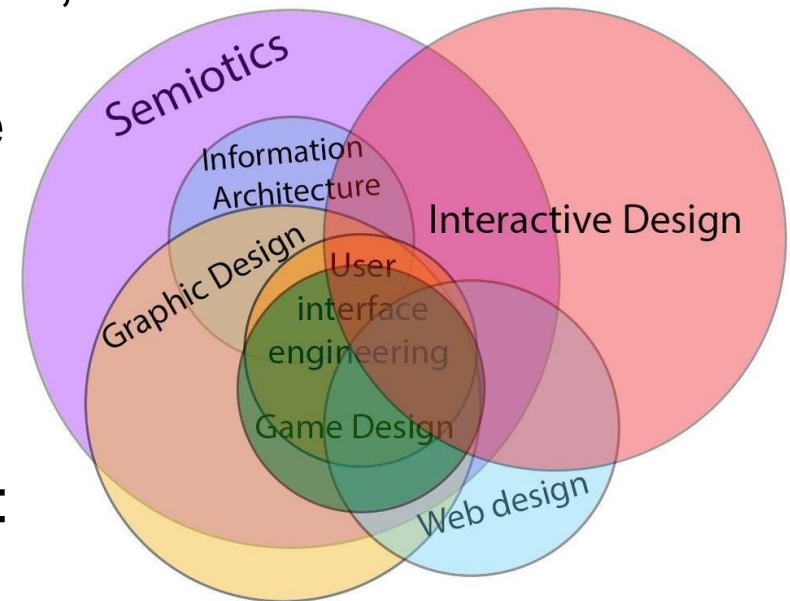 Semiotics
Information
Architecture
Interactive Design
Graphic Design
User
interface
engineering
Game Design
Web design